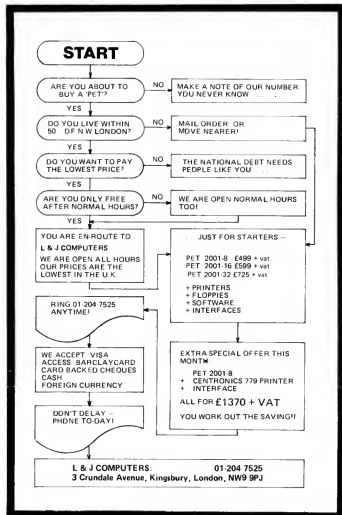 START
ARE YOU ABOUT TO
BUY A 'PET'?
NO
MAKE A NOTE OF OUR NUMBER
YOU NEVER KNOW
YES
DO YOU LIVE WITHIN
50 OF N W LONDON?
NO
MAIL ORDER OR
MOVE NEARER!
YES
DO YOU WANT TO PAY
THE LOWEST PRICE?
NO
THE NATIONAL DEBT NEEDS
PEOPLE LIKE YOU
YES
ARE YOU ONLY FREE
AFTER NORMAL HOURS?
NO
WE ARE OPEN NORMAL HOURS
TOO!
YES
YOU ARE EN-ROUTE TO
L & J COMPUTERS
WE ARE OPEN ALL HOURS
OUR PRICES ARE THE
LOWEST IN THE U.K.
JUST FOR STARTERS –
PET 2001-8 £499 + vat
PET 2001-16 £599 + vat
PET 2001-32 £725 + vat
+ PRINTERS
+ FLOPPIES
+ SOFTWARE
+ INTERFACES
RING 01-204 7525
ANYTIME!
WE ACCEPT VISA
ACCESS BARCLAYCARD
CARD BACKED CHEQUES
CASH
FOREIGN CURRENCY
EXTRA SPECIAL OFFER THIS
MONTH
PET 2001-8
+ CENTRONICS 779 PRINTER
+ INTERFACE
ALL FOR £1370 + VAT
YOU WORK OUT THE SAVING!!
DON'T DELAY –
PHONE TO-DAY!
L & J COMPUTERS: 01-204 7525
3 Crundale Avenue, Kingsbury, London, NW9 9PJ